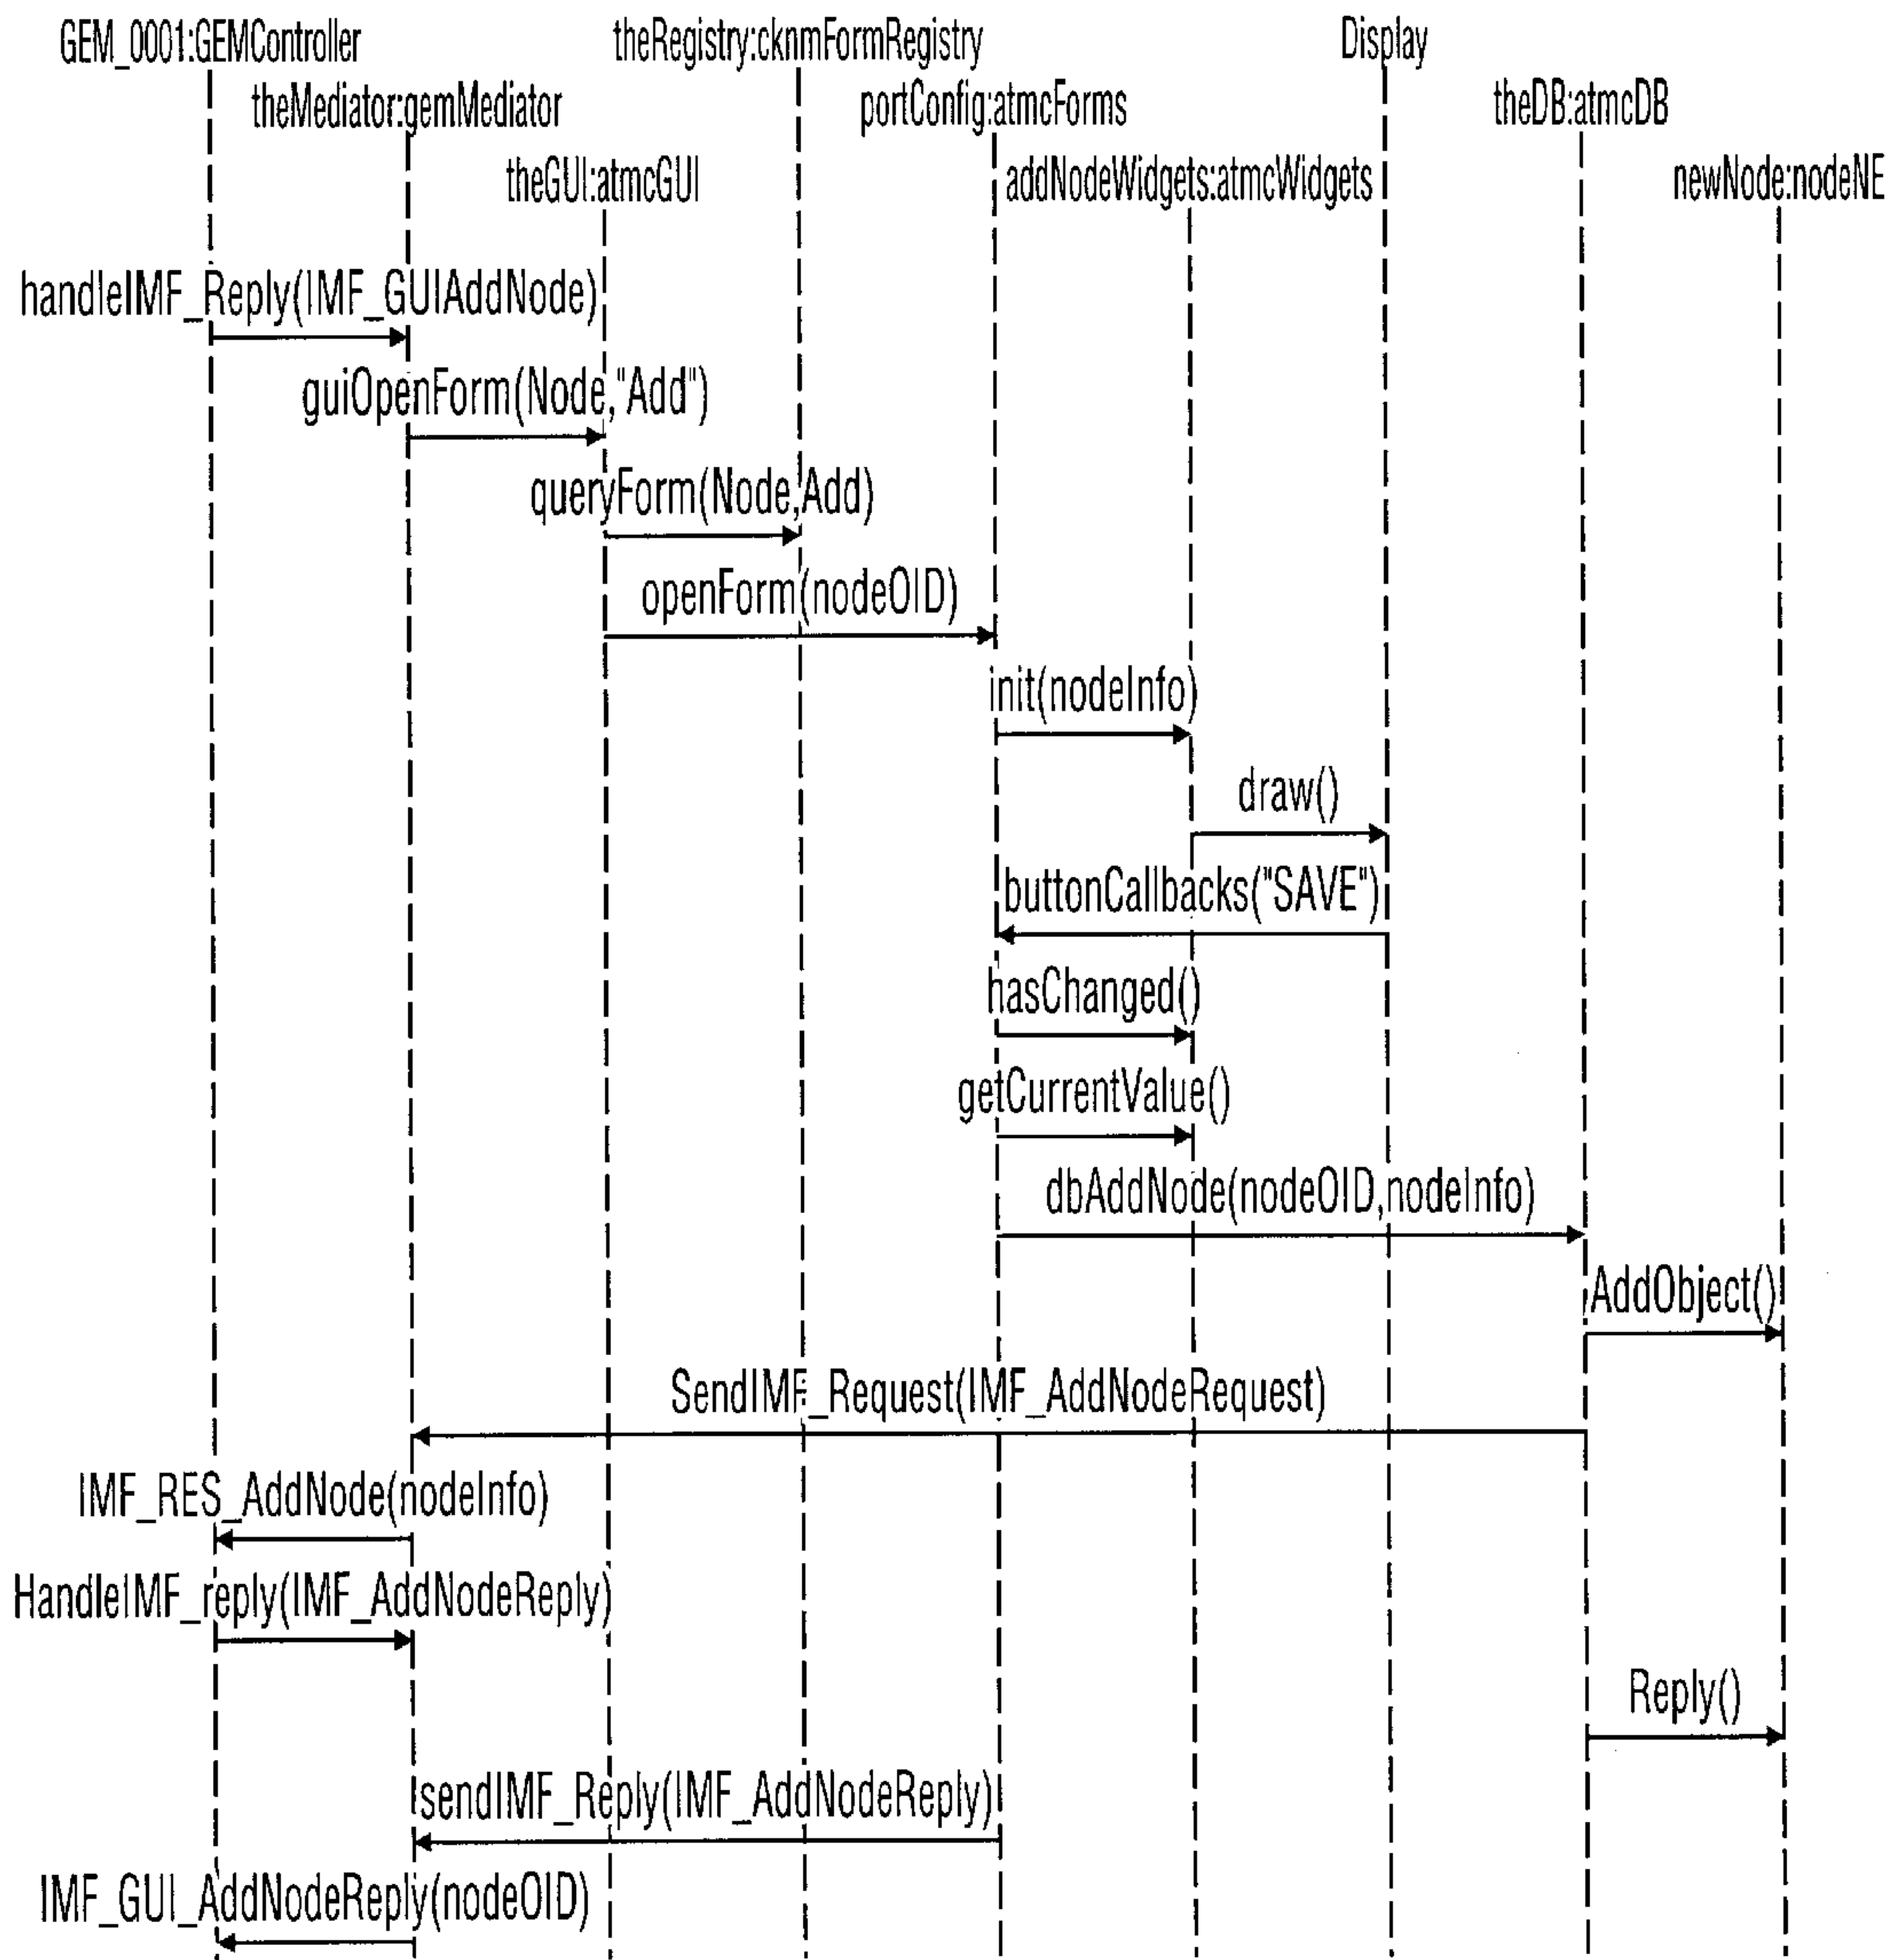 GEM_0001:GEMController
theRegistry:cknmFormRegistry
Display
theMediator:gemMediator
portConfig:atmcForms
theDB:atmcDB
theGUI:atmcGUI
addNodeWidgets:atmcWidgets
newNode:nodeNE
handleIMF_Reply(IMF_GUIAddNode)
guiOpenForm(Node,"Add")
queryForm(Node,Add)
openForm(nodeOID)
init(nodeInfo)
draw()
buttonCallbacks("SAVE")
hasChanged()
getCurrentValue()
dbAddNode(nodeOID,nodeInfo)
AddObject()
SendIMF_Request(IMF_AddNodeRequest)
IMF_RES_AddNode(nodeInfo)
HandleIMF_reply(IMF_AddNodeReply)
Reply()
sendIMF_Reply(IMF_AddNodeReply)
IMF_GUI_AddNodeReply(nodeOID)